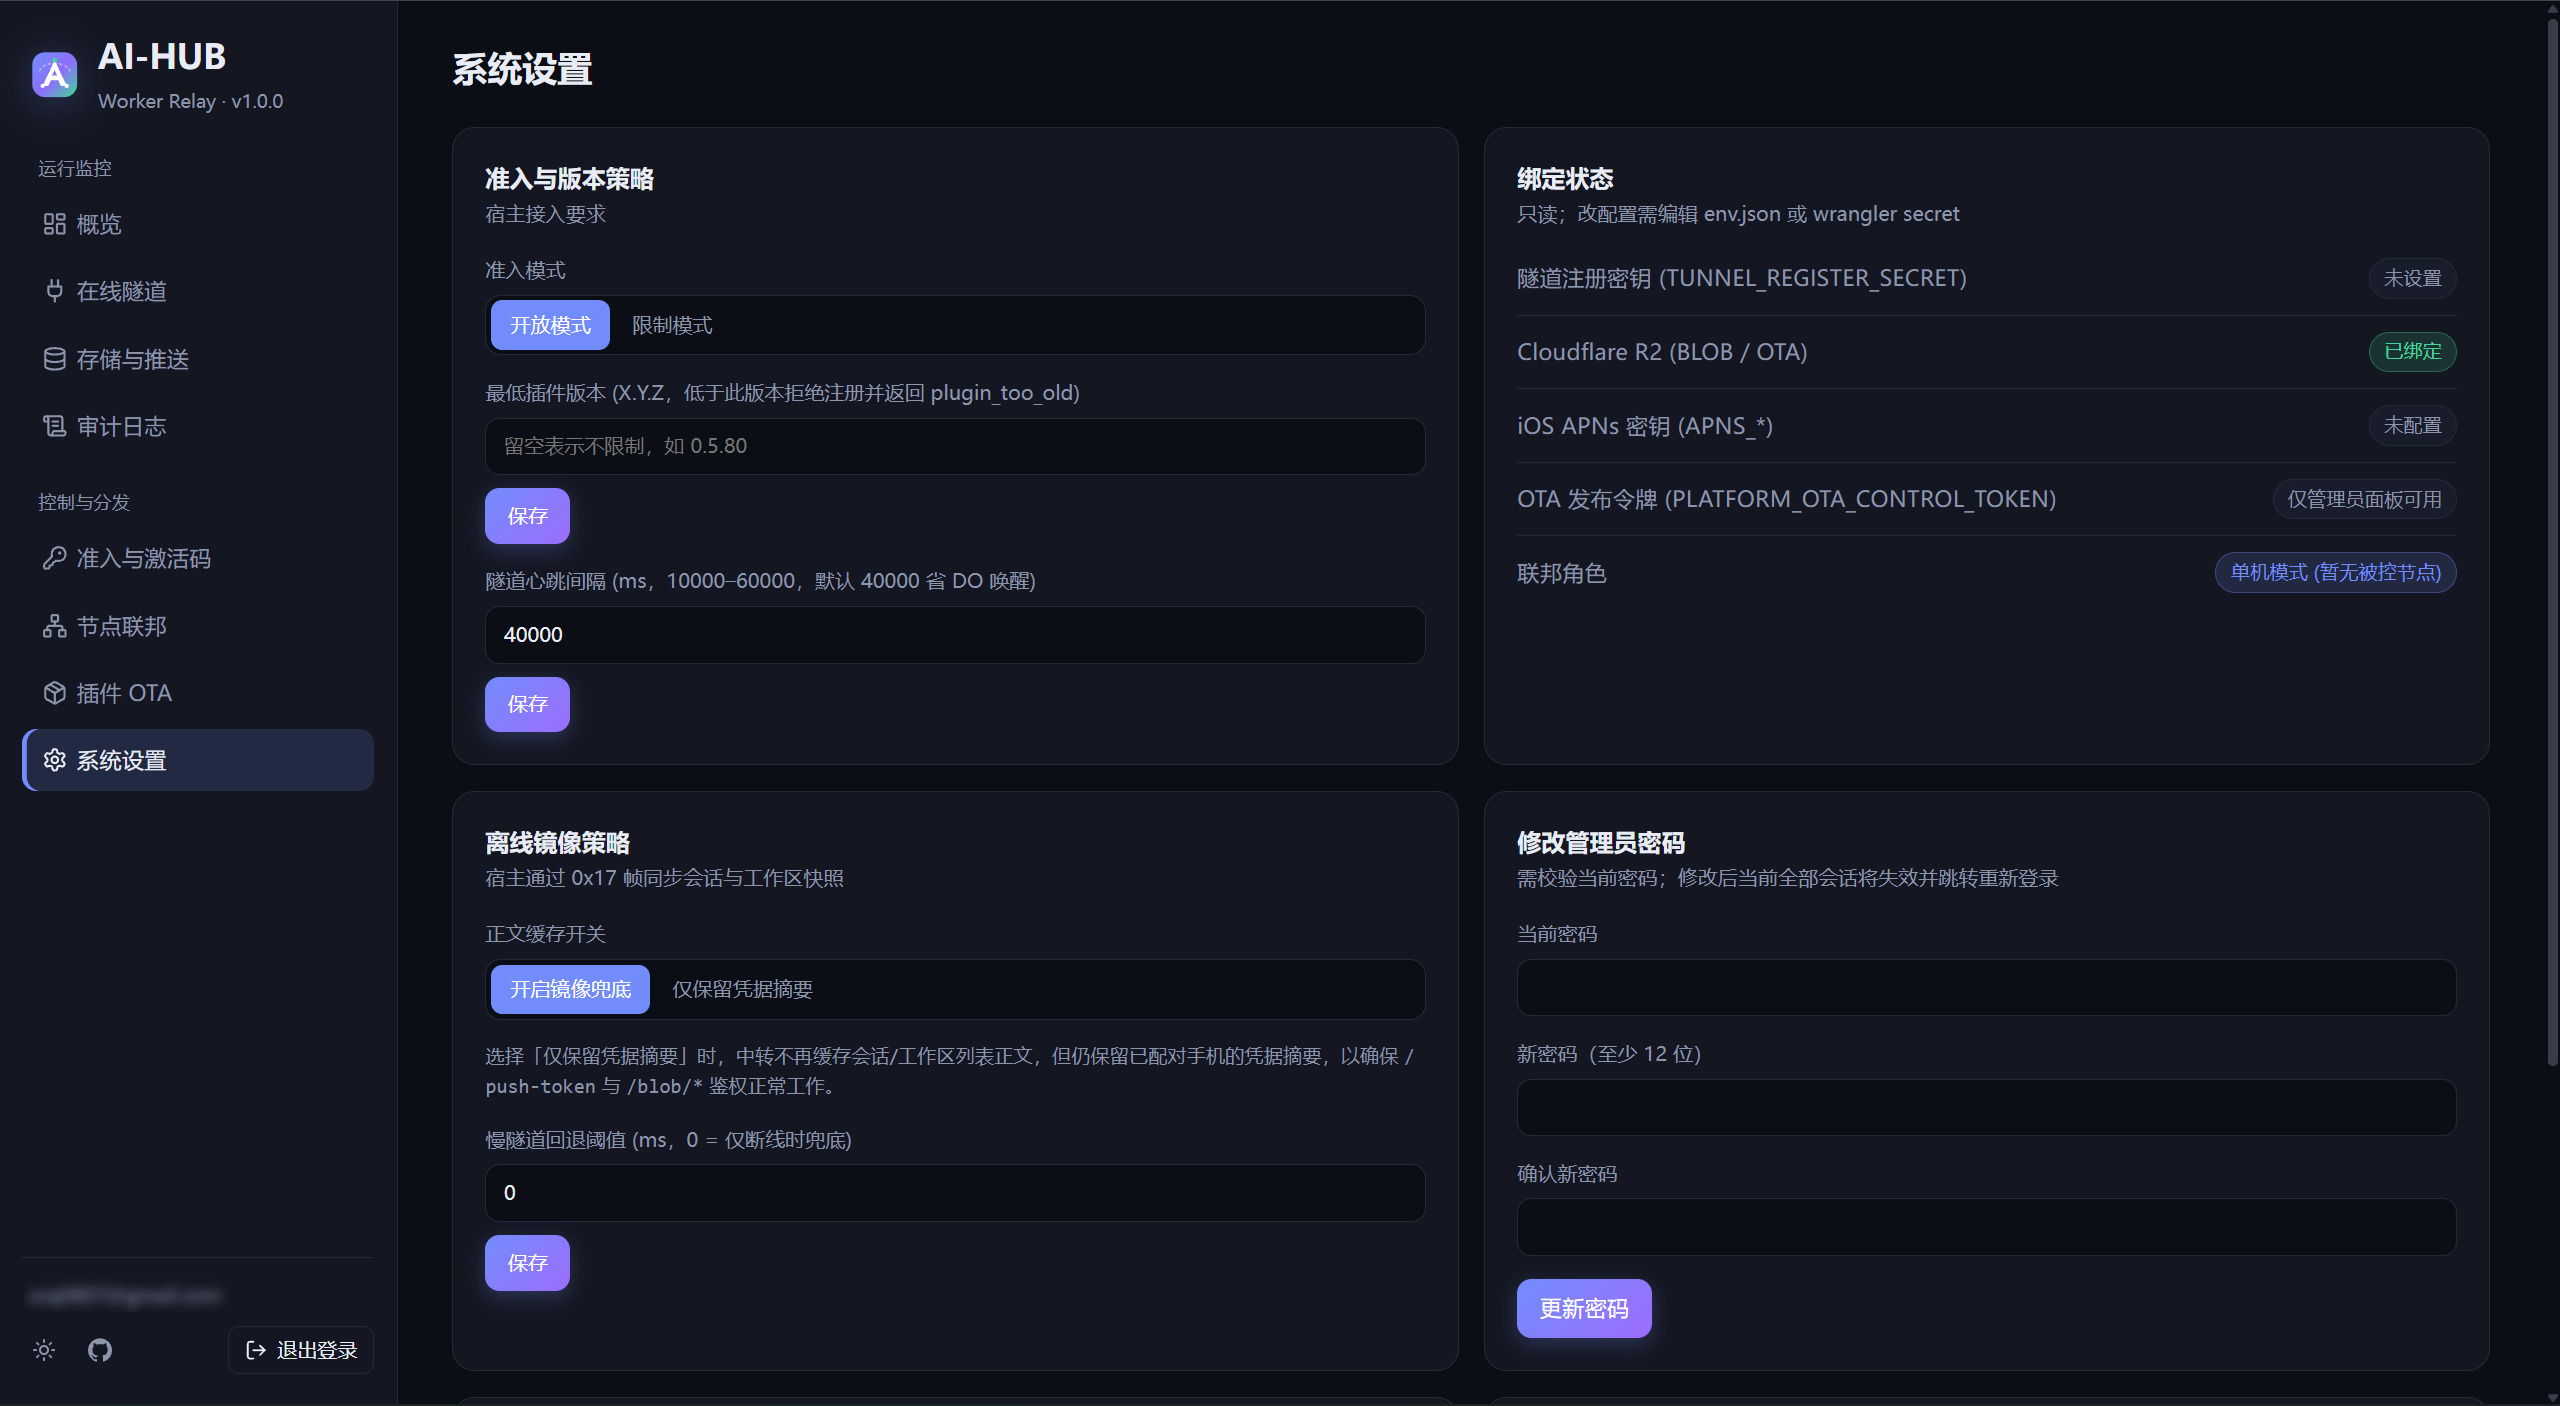 AI-HUB
Worker Relay · v1.0.0
运行监控
概览
在线隧道
存储与推送
审计日志
控制与分发
准入与激活码
节点联邦
插件 OTA
系统设置
退出登录
系统设置
准入与版本策略
宿主接入要求
准入模式
开放模式 限制模式
最低插件版本 (X.Y.Z，低于此版本拒绝注册并返回 plugin_too_old)
留空表示不限制，如 0.5.80
保存
隧道心跳间隔 (ms，10000–60000，默认 40000 省 DO 唤醒)
40000
保存
绑定状态
只读；改配置需编辑 env.json 或 wrangler secret
隧道注册密钥 (TUNNEL_REGISTER_SECRET) 未设置
Cloudflare R2 (BLOB / OTA) 已绑定
iOS APNs 密钥 (APNS_*) 未配置
OTA 发布令牌 (PLATFORM_OTA_CONTROL_TOKEN) 仅管理员面板可用
联邦角色 单机模式 (暂无被控节点)
离线镜像策略
宿主通过 0x17 帧同步会话与工作区快照
正文缓存开关
开启镜像兜底 仅保留凭据摘要
选择「仅保留凭据摘要」时，中转不再缓存会话/工作区列表正文，但仍保留已配对手机的凭据摘要，以确保 /
push-token 与 /blob/* 鉴权正常工作。
慢隧道回退阈值 (ms，0 = 仅断线时兜底)
0
保存
修改管理员密码
需校验当前密码；修改后当前全部会话将失效并跳转重新登录
当前密码
新密码（至少 12 位）
确认新密码
更新密码